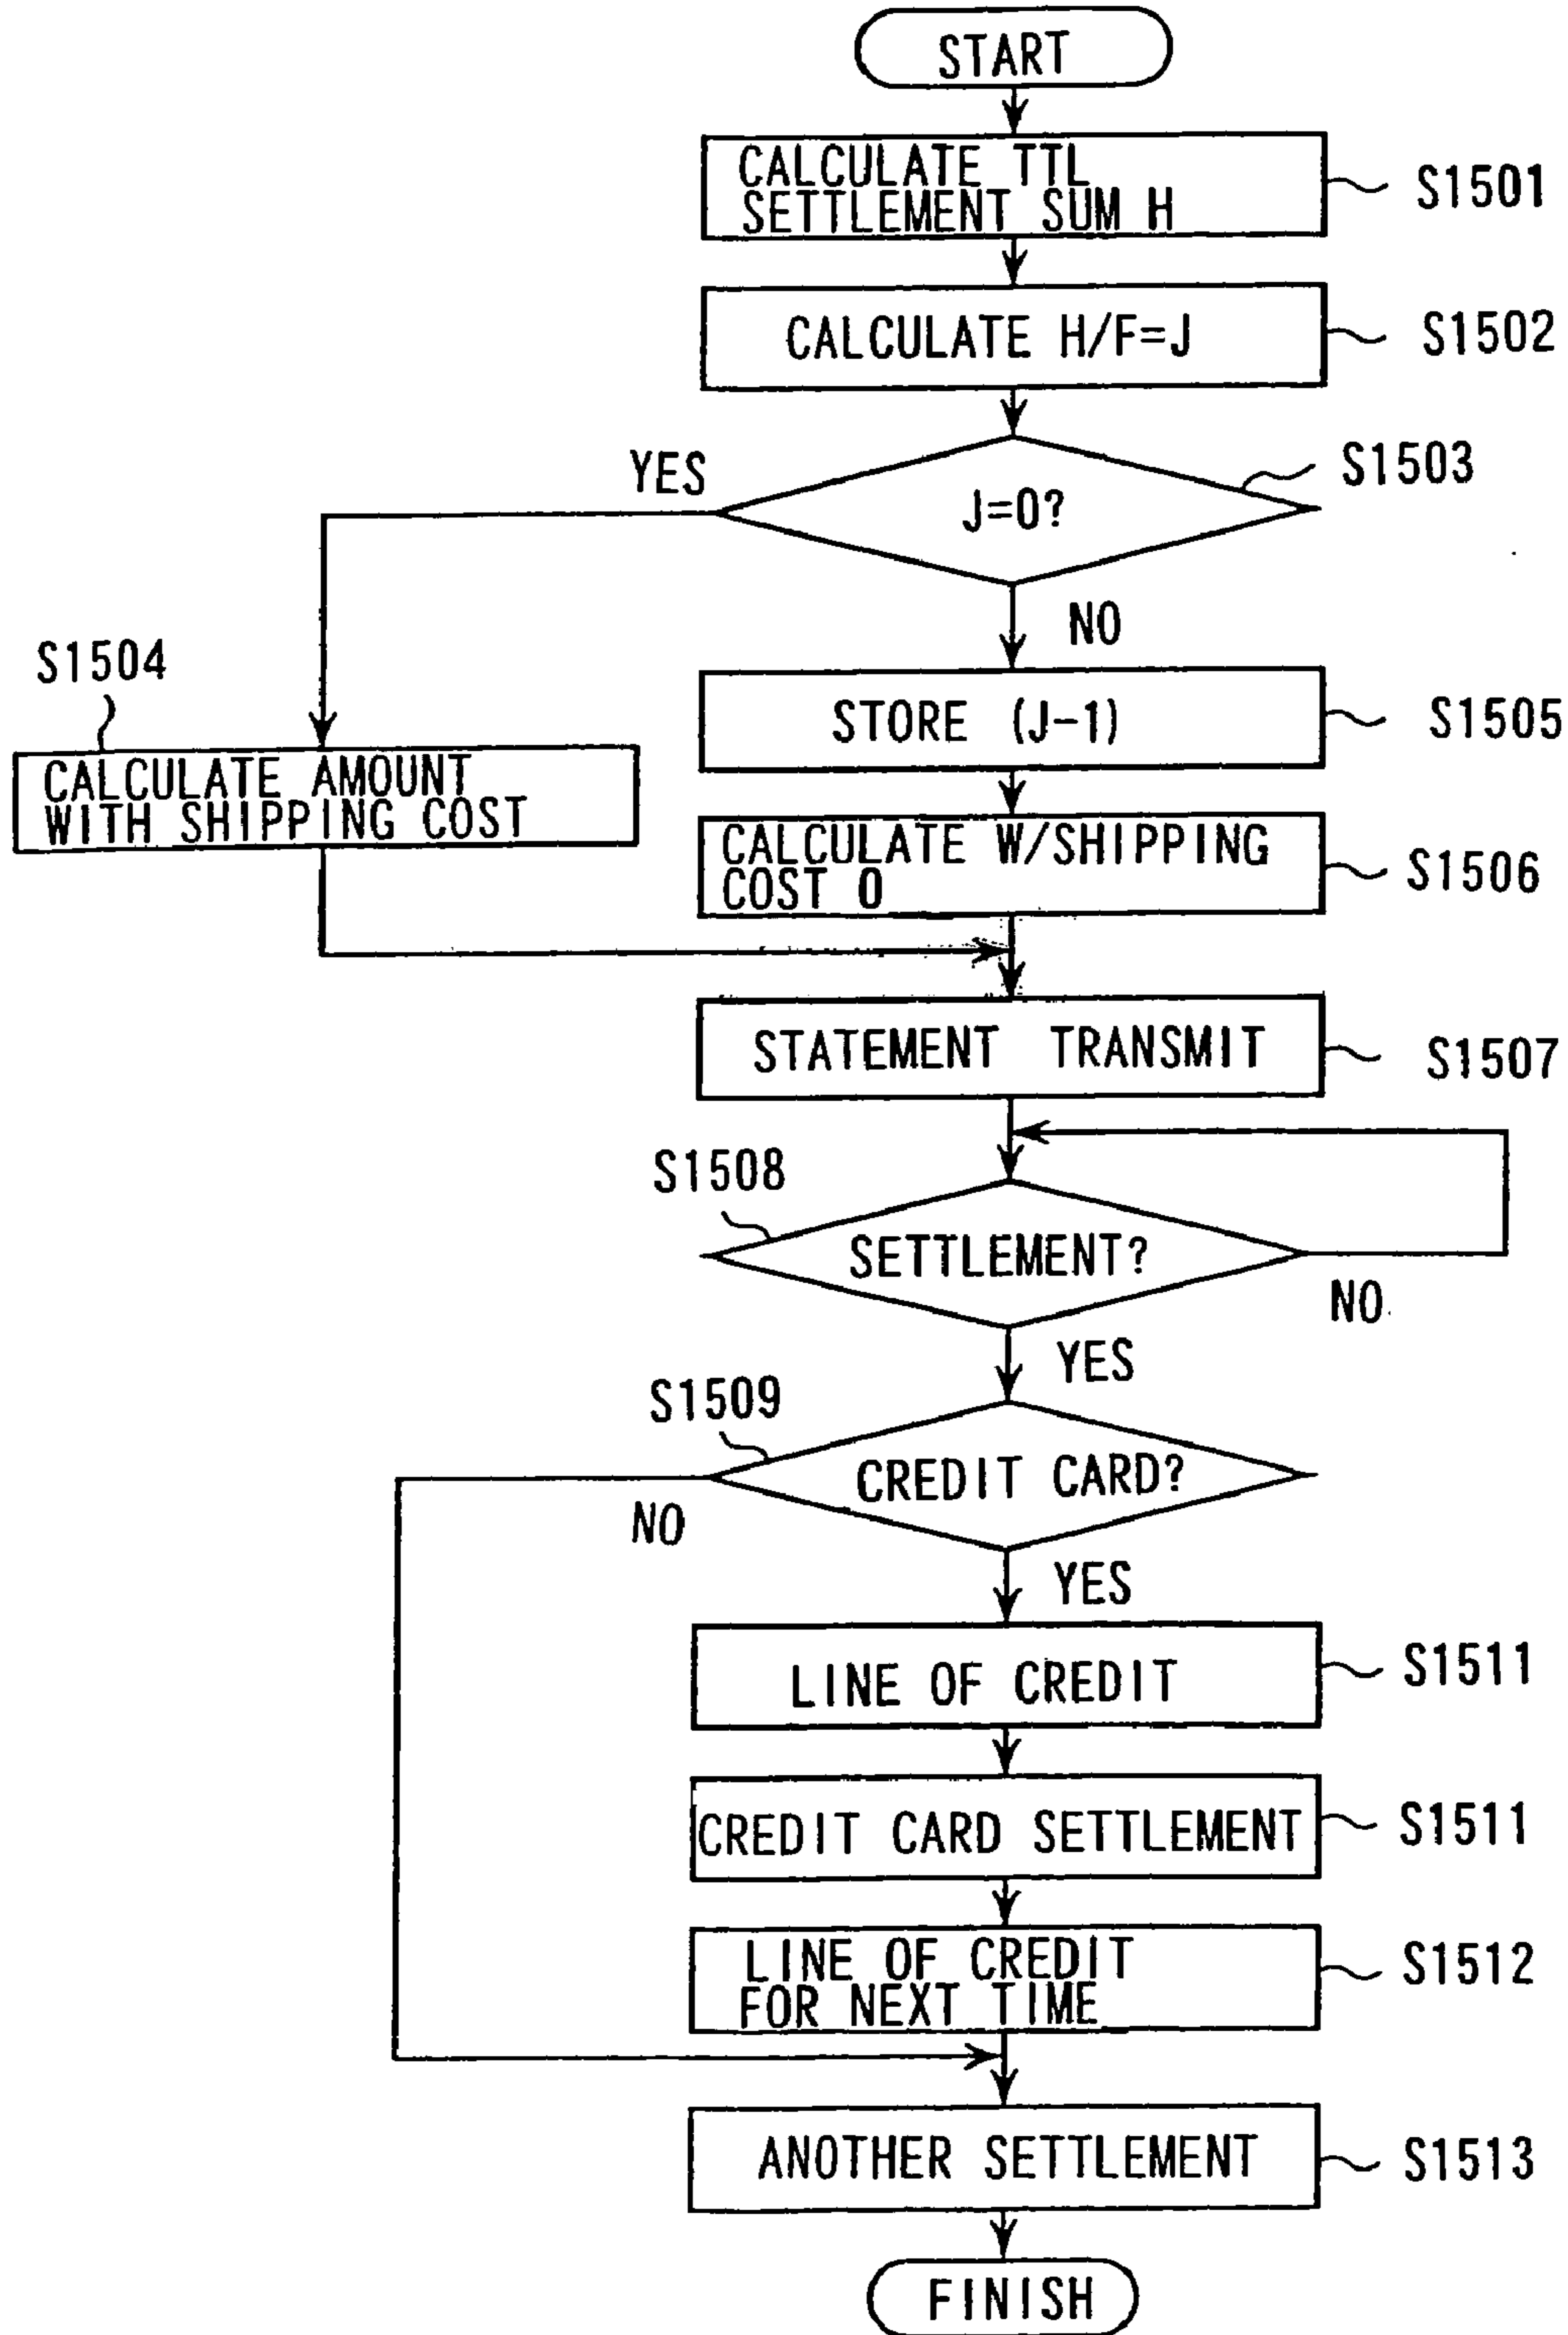 START
CALCULATE TTL
SETTLEMENT SUM H
S1501
CALCULATE H/F=J
S1502
YES
J=0?
S1503
NO
S1504
CALCULATE AMOUNT
WITH SHIPPING COST
STORE (J-1)
S1505
CALCULATE W/SHIPPING
COST 0
S1506
STATEMENT TRANSMIT
S1507
S1508
SETTLEMENT?
NO
YES
S1509
CREDIT CARD?
NO
YES
LINE OF CREDIT
S1511
CREDIT CARD SETTLEMENT
S1511
LINE OF CREDIT
FOR NEXT TIME
S1512
ANOTHER SETTLEMENT
S1513
FINISH